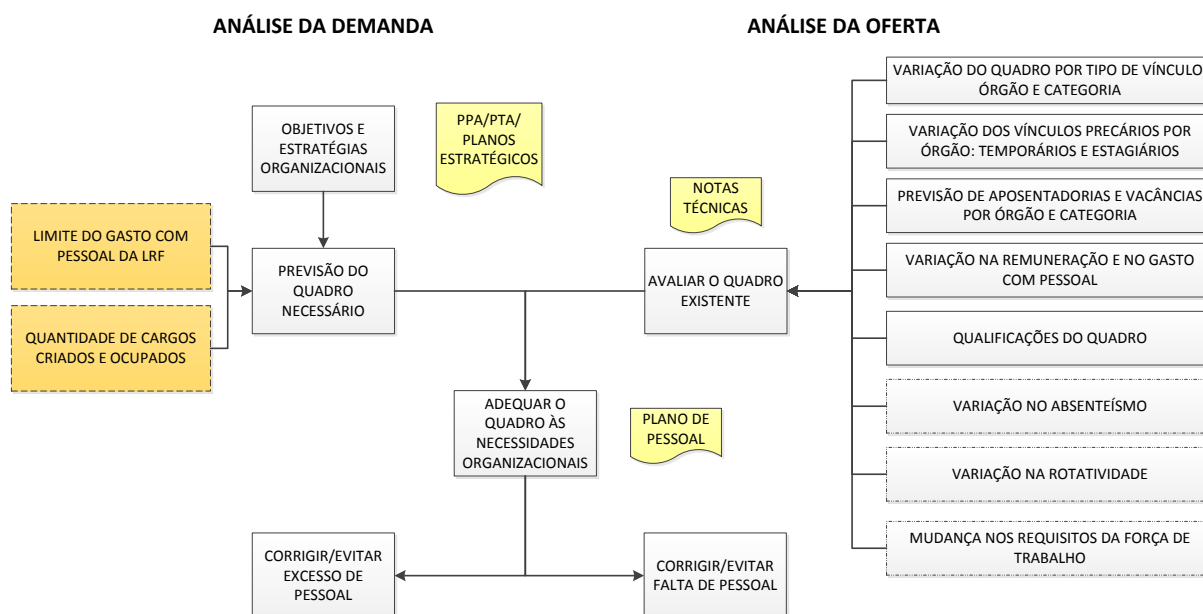 ANÁLISE DA DEMANDA
ANÁLISE DA OFERTA
OBJETIVOS E
ESTRATÉGIAS
ORGANIZACIONAIS
PPA/PTA/
PLANOS
ESTRATÉGICOS
LIMITE DO GASTO COM
PESSOAL DA LRF
QUANTIDADE DE CARGOS
CRIADOS E OCUPADOS
PREVISÃO DO
QUADRO
NECESSÁRIO
NOTAS
TÉCNICAS
AVALIAR O QUADRO
EXISTENTE
VARIAÇÃO DO QUADRO POR TIPO DE VÍNCULO
ÓRGÃO E CATEGORIA
VARIAÇÃO DOS VÍNCULOS PRECÁRIOS POR
ÓRGÃO: TEMPORÁRIOS E ESTAGIÁRIOS
PREVISÃO DE APOSENTADORIAS E VACÂNCIAS
POR ÓRGÃO E CATEGORIA
VARIAÇÃO NA REMUNERAÇÃO E NO GASTO
COM PESSOAL
QUALIFICAÇÕES DO QUADRO
VARIAÇÃO NO ABSENTEÍSMO
VARIAÇÃO NA ROTATIVIDADE
MUDANÇA NOS REQUISITOS DA FORÇA DE
TRABALHO
ADEQUAR O
QUADRO ÀS
NECESSIDADES
ORGANIZACIONAIS
PLANO DE
PESSOAL
CORRIGIR/EVITAR
EXCESSO DE
PESSOAL
CORRIGIR/EVITAR
FALTA DE PESSOAL